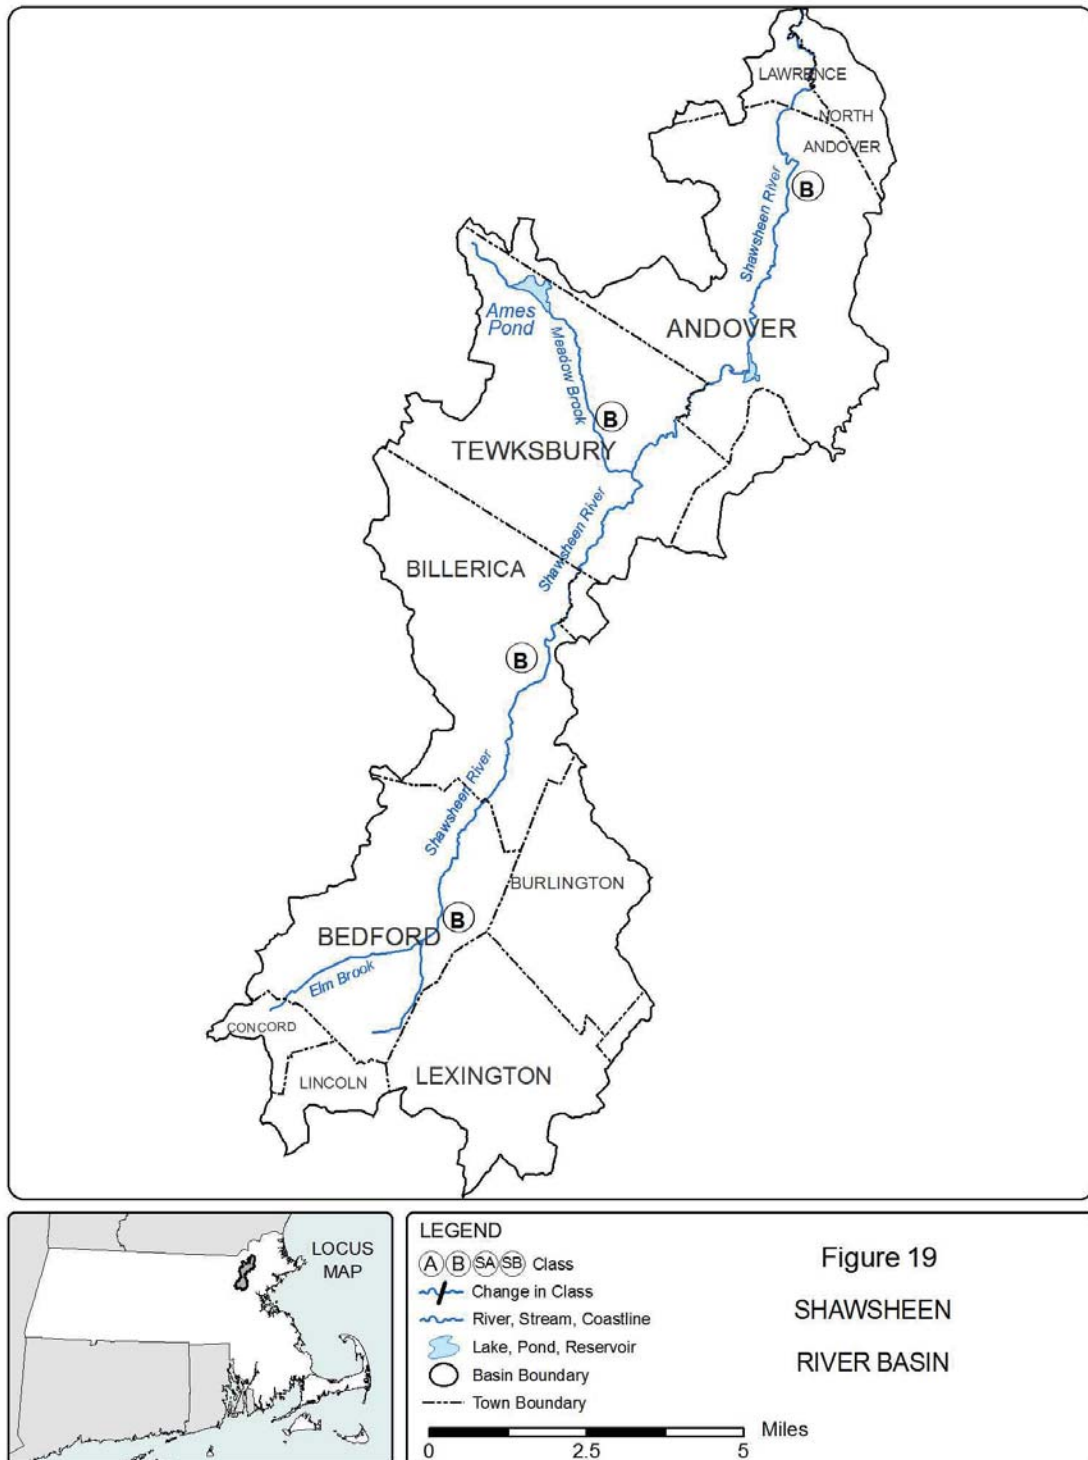 LAWRENCE
NORTH
ANDOVER
B
Shawsheen River
Ames
Pond
ANDOVER
Meadow Brook
B
TEWKSBURY
Shawsheen River
BILLERICA
B
Shawsheen River
BURLINGTON
B
BEDFORD
Elm Brook
CONCORD
LEXINGTON
LINCOLN
LOCUS
MAP
LEGEND
A B SA SB Class
Change in Class
River, Stream, Coastline
Lake, Pond, Reservoir
Basin Boundary
Town Boundary
Miles
0 2.5 5
Figure 19
SHAWSHEEN
RIVER BASIN